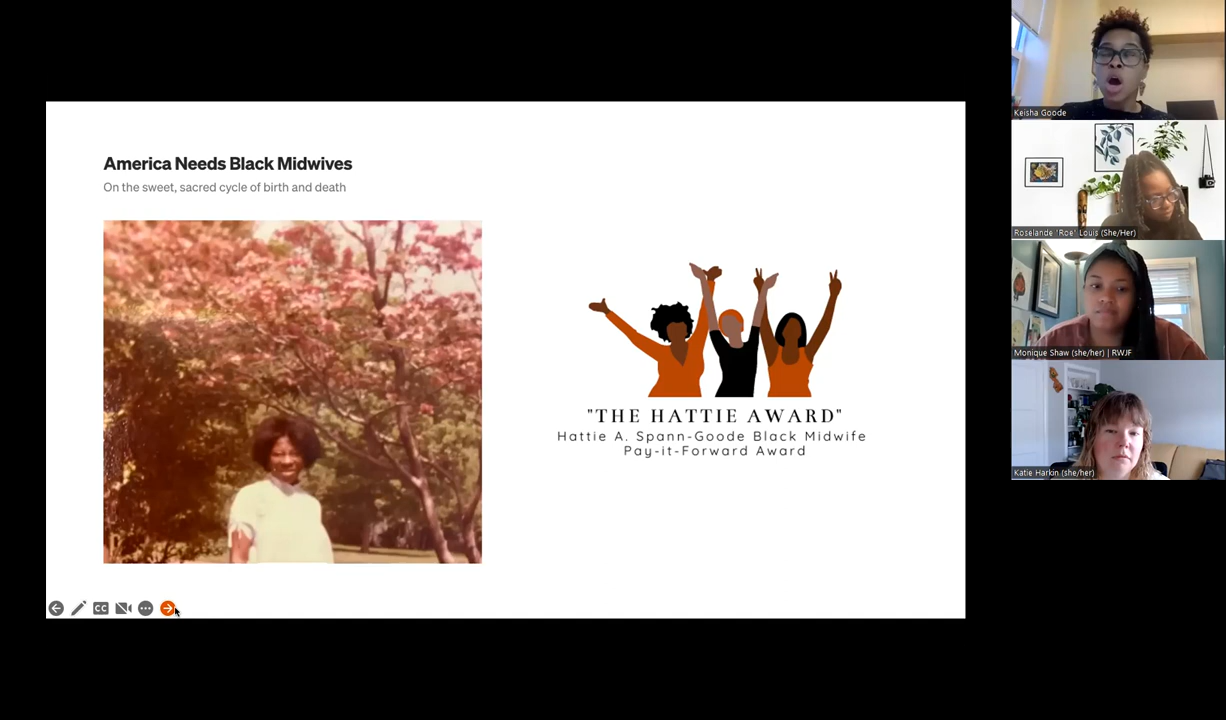 America Needs Black Midwives
On the sweet, sacred cycle of birth and death
"THE HATTIE AWARD"
Hattie A. Spann-Goode Black Midwife
Pay-it-Forward Award
CC
Keisha Goode
Roselande 'Roe' Louis (She/Her)
Monique Shaw (she/her) | RWJF
Katie Harkin (she/her)